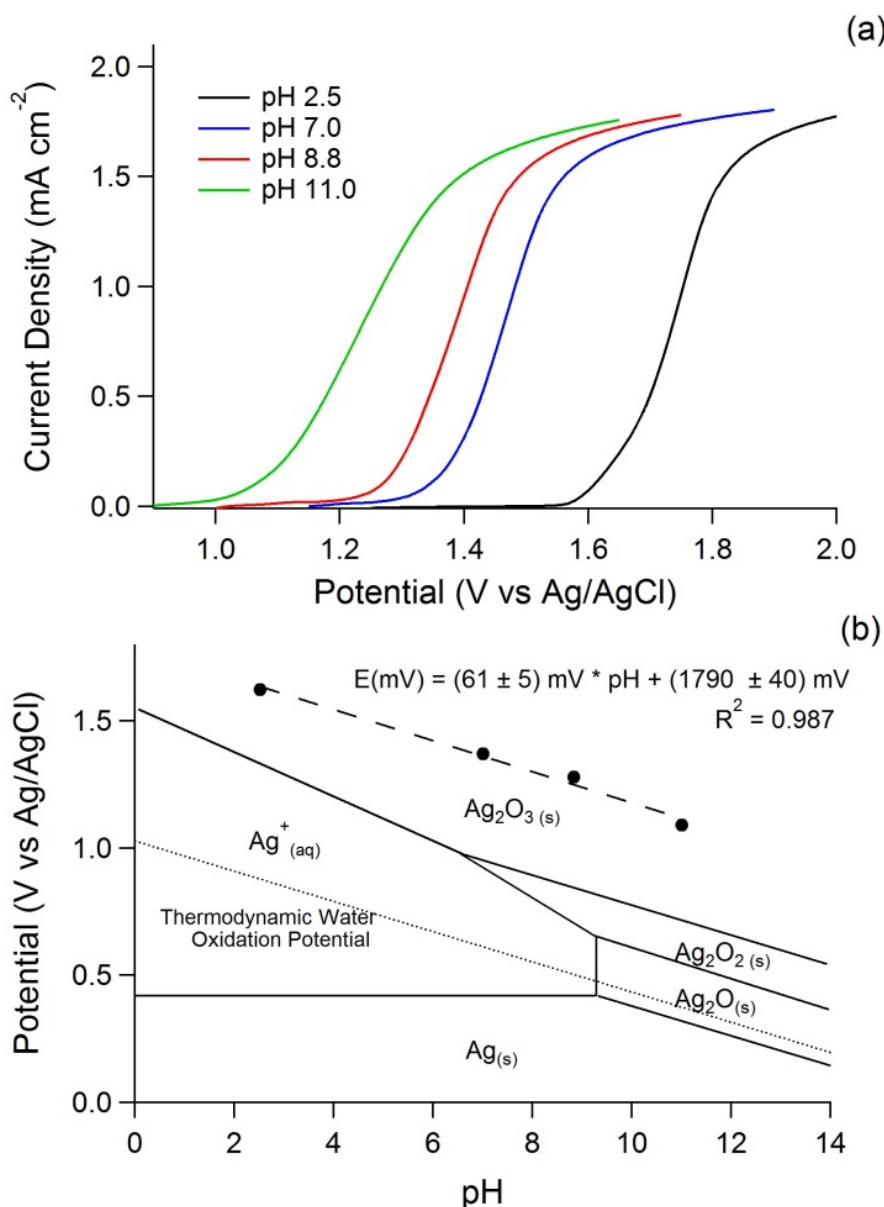 (a)
2.0
1.5
1.0
0.5
0.0
Current Density (mA cm⁻²)
pH 2.5
pH 7.0
pH 8.8
pH 11.0
1.0 1.2 1.4 1.6 1.8 2.0
Potential (V vs Ag/AgCl)
(b)
E(mV) = (61 ± 5) mV * pH + (1790 ± 40) mV
R² = 0.987
1.5
1.0
0.5
0.0
Potential (V vs Ag/AgCl)
Ag₂O₃ (s)
Ag⁺(aq)
Thermodynamic Water
Oxidation Potential
Ag₂O₂ (s)
Ag₂O(s)
Ag(s)
0 2 4 6 8 10 12 14
pH